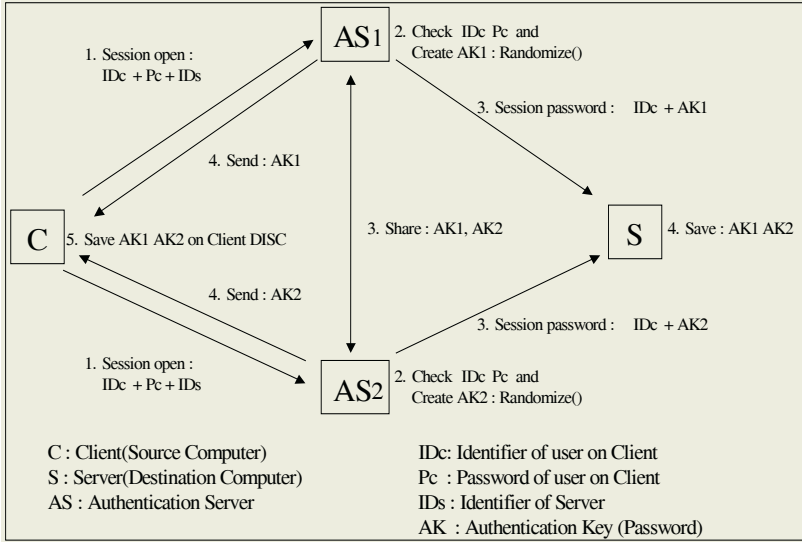 AS1
2. Check IDc Pc and
Create AK1 : Randomize()
1. Session open :
IDc + Pc + IDs
3. Session password : IDc + AK1
4. Send : AK1
C
5. Save AK1 AK2 on Client DISC
3. Share : AK1, AK2
S
4. Save : AK1 AK2
4. Send : AK2
3. Session password : IDc + AK2
1. Session open :
IDc + Pc + IDs
AS2
2. Check IDc Pc and
Create AK2 : Randomize()
C : Client(Source Computer)
S : Server(Destination Computer)
AS : Authentication Server
IDc: Identifier of user on Client
Pc : Password of user on Client
IDs : Identifier of Server
AK : Authentication Key (Password)